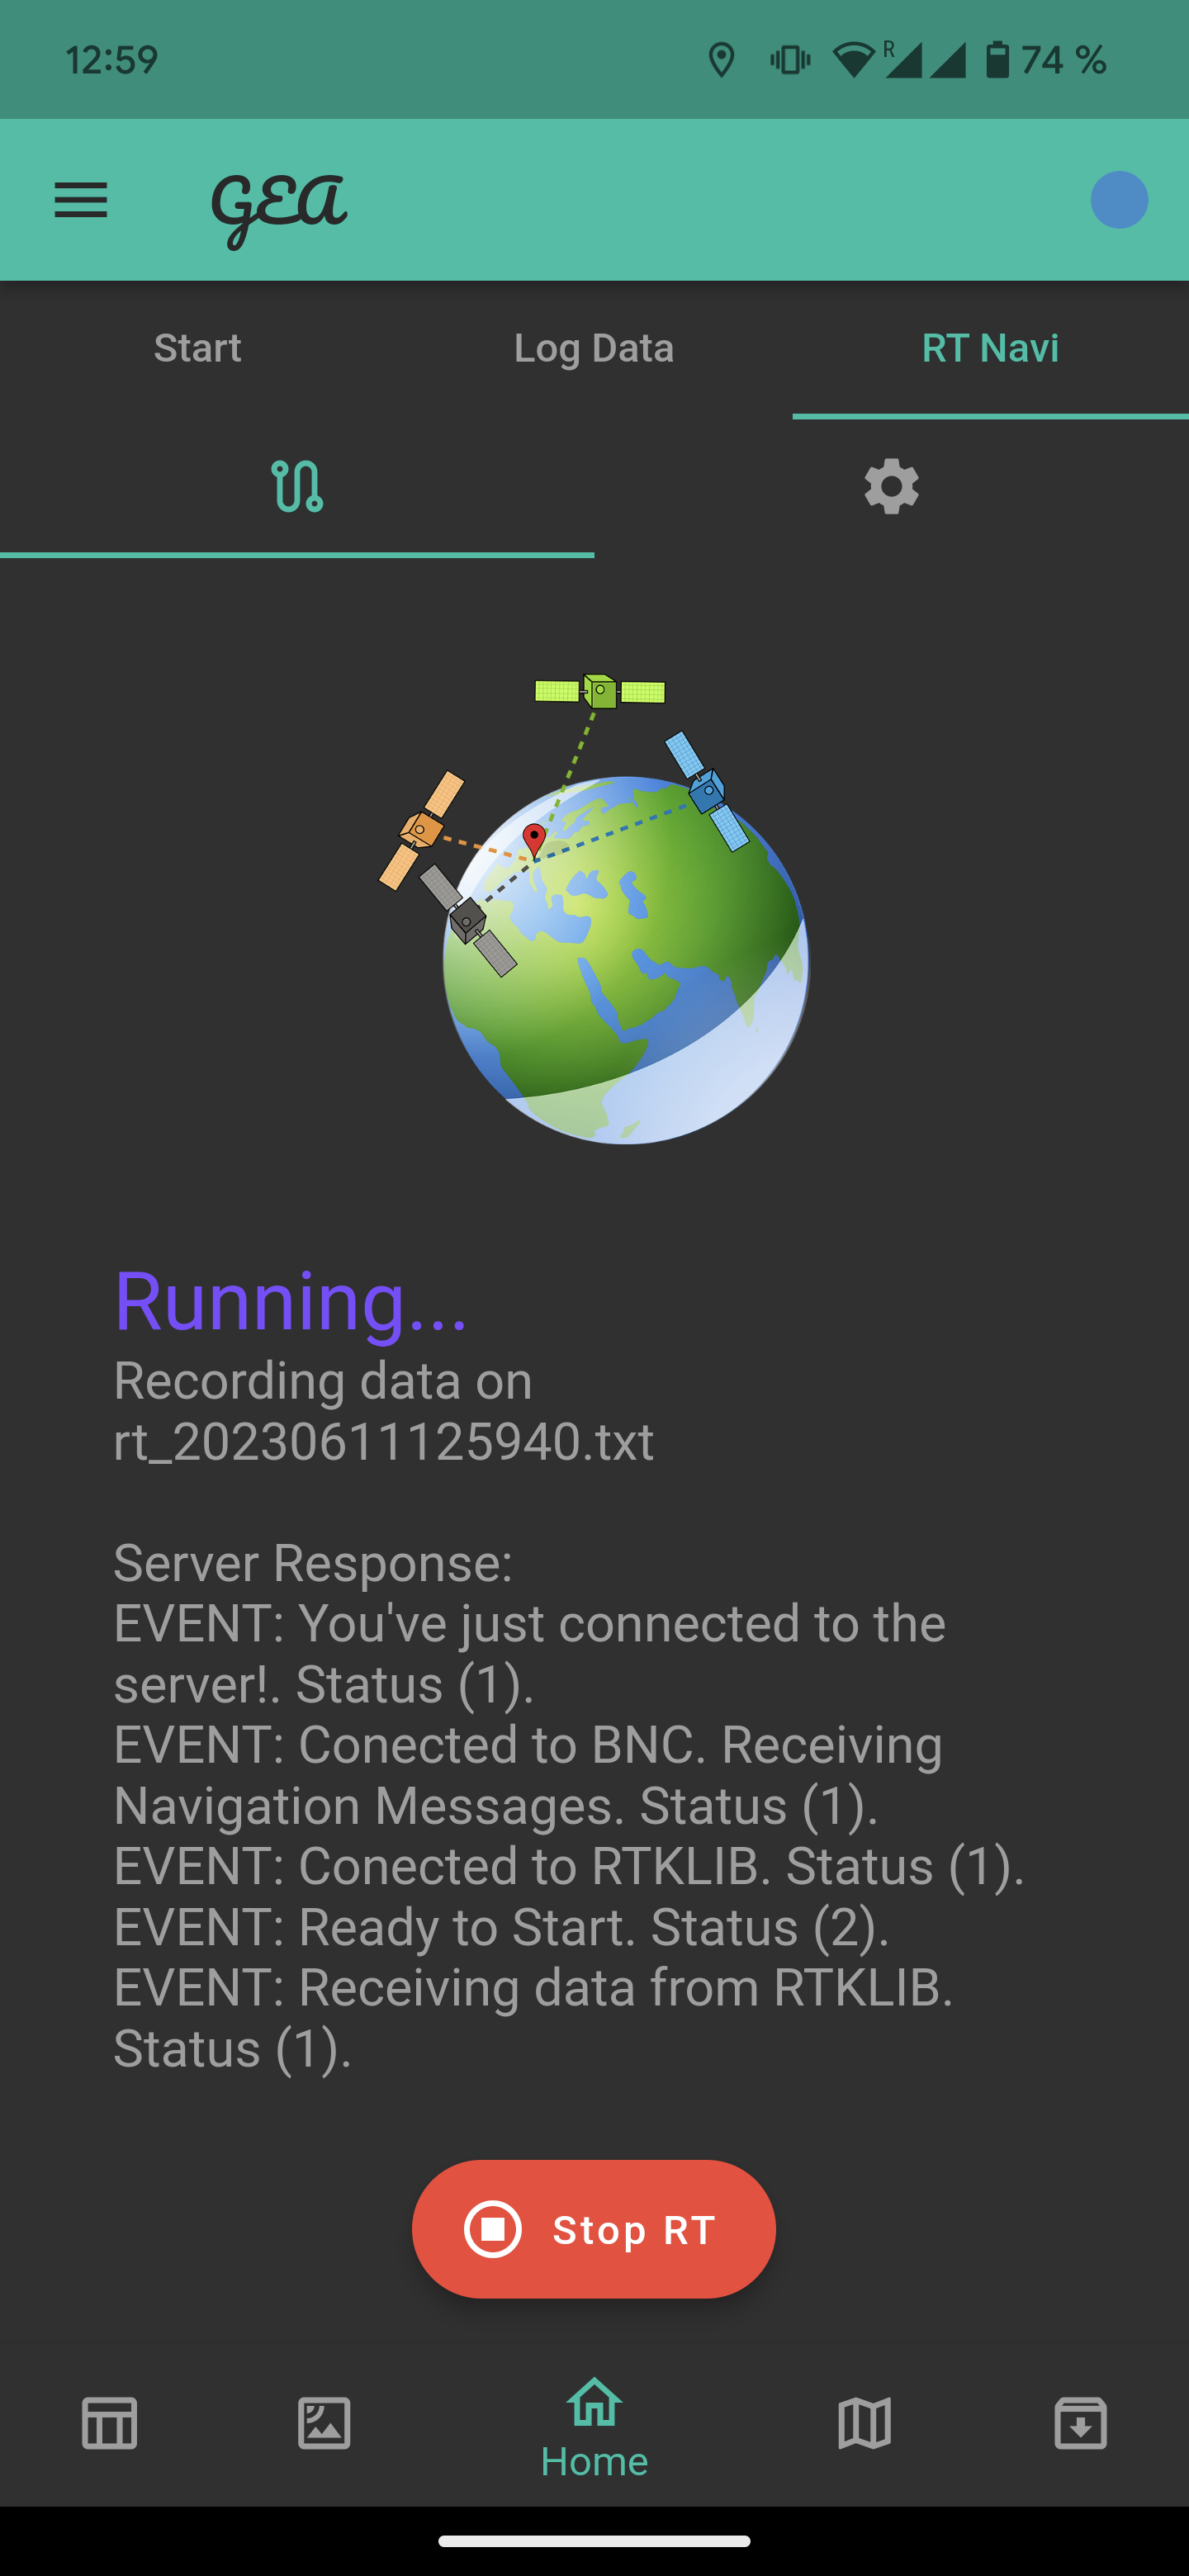 12:59
R
74 %
GEA
Start
Log Data
RT Navi
Running...
Recording data on
rt_20230611125940.txt
Server Response:
EVENT: You've just connected to the
server!. Status (1).
EVENT: Conected to BNC. Receiving
Navigation Messages. Status (1).
EVENT: Conected to RTKLIB. Status (1).
EVENT: Ready to Start. Status (2).
EVENT: Receiving data from RTKLIB.
Status (1).
Stop RT
Home